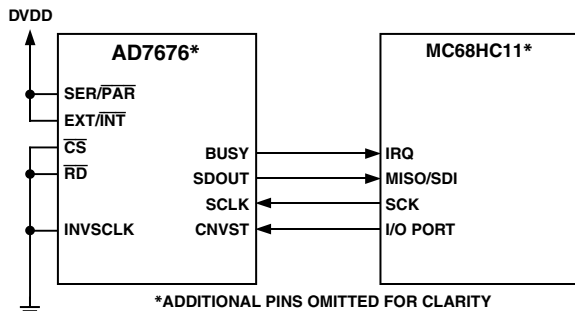 DVDD
AD7676*
MC68HC11*
SER/PAR
EXT/INT
CS
RD
INVSCLK
BUSY
SDOUT
SCLK
CNVST
IRQ
MISO/SDI
SCK
I/O PORT
*ADDITIONAL PINS OMITTED FOR CLARITY